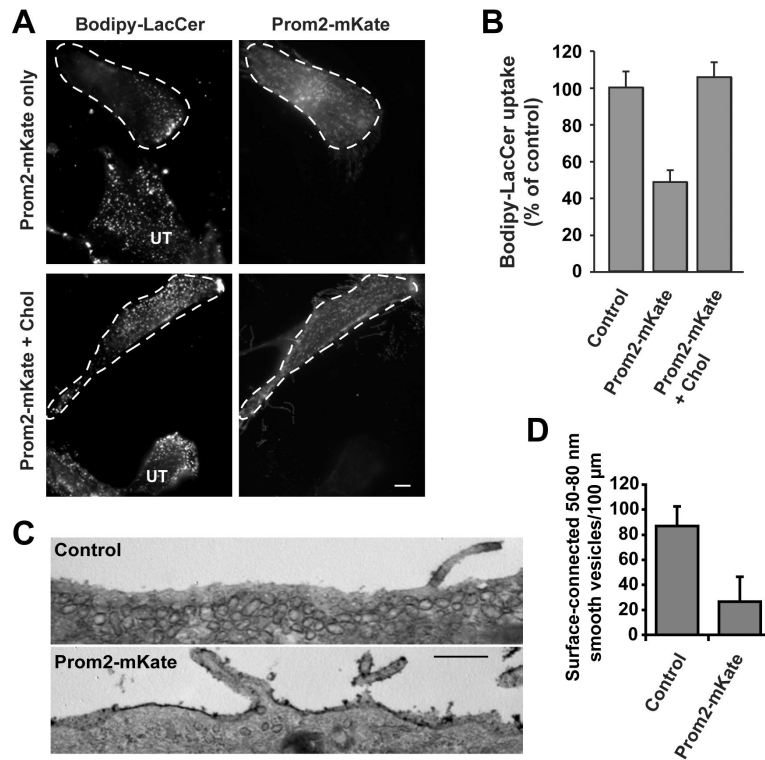 A
Bodipy-LacCer
Prom2-mKate
Prom2-mKate only
UT
Prom2-mKate + Chol
UT
B
Bodipy-LacCer uptake
(% of control)
120
100
80
60
40
20
0
Control
Prom2-mKate
Prom2-mKate
+ Chol
C
Control
Prom2-mKate
D
Surface-connected 50-80 nm
smooth vesicles/100 μm
120
100
80
60
40
20
0
Control
Prom2-mKate